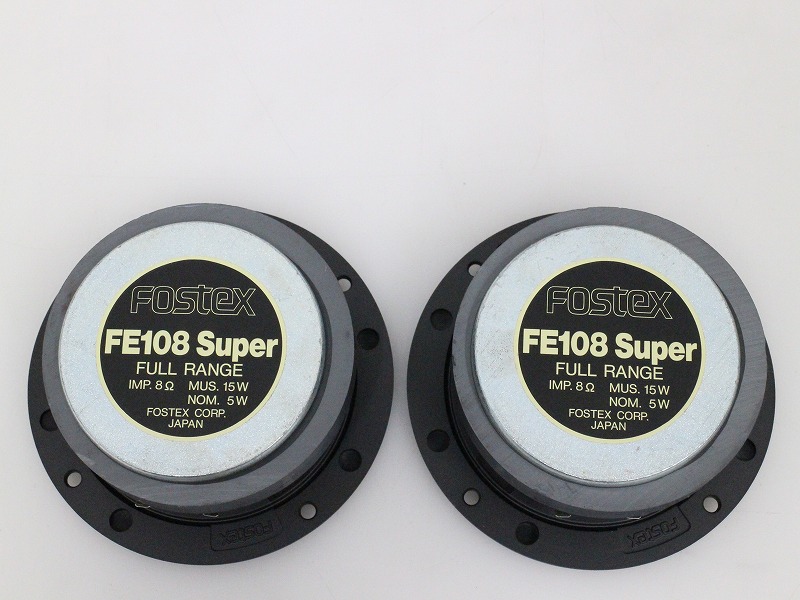 FOSTEX
FE108 Super
FULL RANGE
IMP. 8Ω MUS. 15W
NOM. 5W
FOSTEX CORP.
JAPAN
FOSTEX
FOSTEX
FE108 Super
FULL RANGE
IMP. 8Ω MUS. 15W
NOM. 5W
FOSTEX CORP.
JAPAN
FOSTEX